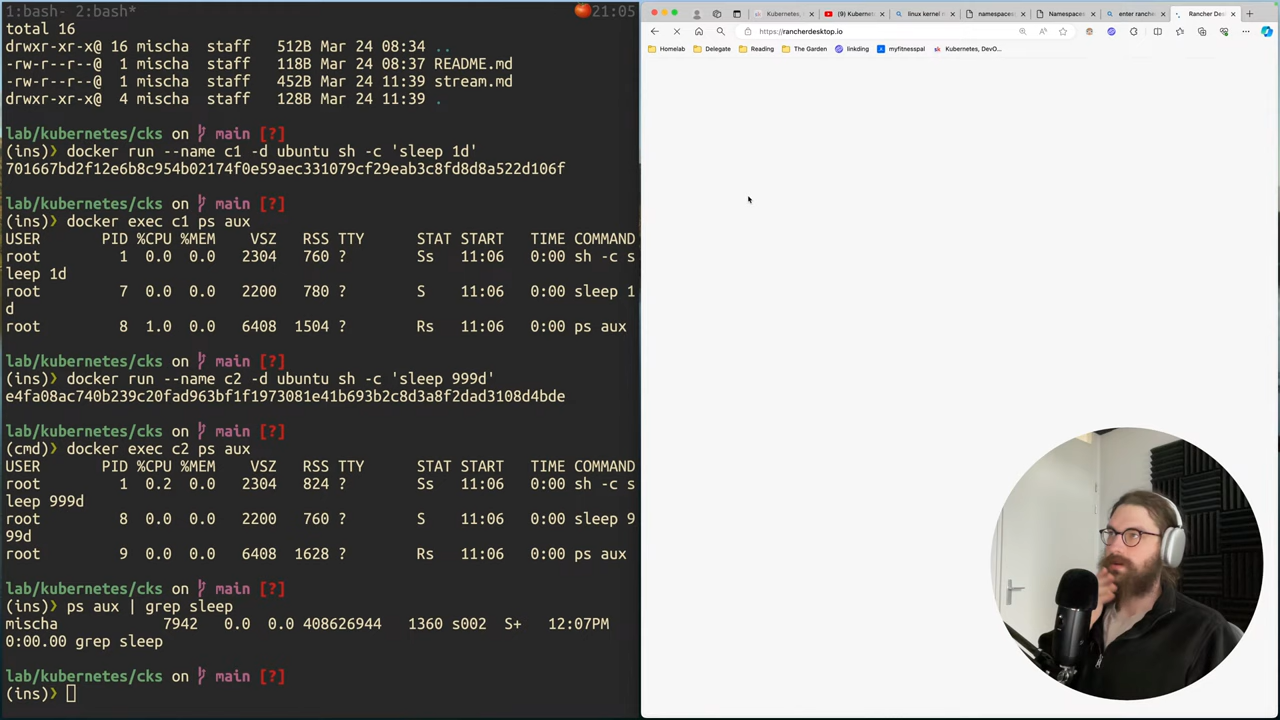 1:bash- 2:bash*
21:05
total 16
drwxr-xr-x@ 16 mischa staff 512B Mar 24 08:34 ..
-rw-r--r--@ 1 mischa staff 118B Mar 24 08:37 README.md
-rw-r--r--@ 1 mischa staff 452B Mar 24 11:39 stream.md
drwxr-xr-x@ 4 mischa staff 128B Mar 24 11:39 .
lab/kubernetes/cks on main [?]
(ins)❯ docker run --name c1 -d ubuntu sh -c 'sleep 1d'
701667bd2f12e6b8c954b02174f0e59aec331079cf29eab3c8fd8d8a522d106f
lab/kubernetes/cks on main [?]
(ins)❯ docker exec c1 ps aux
USER PID %CPU %MEM VSZ RSS TTY STAT START TIME COMMAND
root 1 0.0 0.0 2304 760 ? Ss 11:06 0:00 sh -c s
leep 1d
root 7 0.0 0.0 2200 780 ? S 11:06 0:00 sleep 1
d
root 8 1.0 0.0 6408 1504 ? Rs 11:06 0:00 ps aux
lab/kubernetes/cks on main [?]
(ins)❯ docker run --name c2 -d ubuntu sh -c 'sleep 999d'
e4fa08ac740b239c20fad963bf1f1973081e41b693b2c8d3a8f2dad3108d4bde
lab/kubernetes/cks on main [?]
(cmd)❯ docker exec c2 ps aux
USER PID %CPU %MEM VSZ RSS TTY STAT START TIME COMMAND
root 1 0.2 0.0 2304 824 ? Ss 11:06 0:00 sh -c s
leep 999d
root 8 0.0 0.0 2200 760 ? S 11:06 0:00 sleep 9
99d
root 9 0.0 0.0 6408 1628 ? Rs 11:06 0:00 ps aux
lab/kubernetes/cks on main [?]
(ins)❯ ps aux | grep sleep
mischa 7942 0.0 0.0 408626944 1360 s002 S+ 12:07PM
0:00.00 grep sleep
lab/kubernetes/cks on main [?]
(ins)❯
Kubernetes, (9) Kubernet linux kernel n namespaces Namespaces enter ranche Rancher Des
https://rancherdesktop.io
Homelab Delegate Reading The Garden linkding myfitnesspal Kubernetes, DevO...